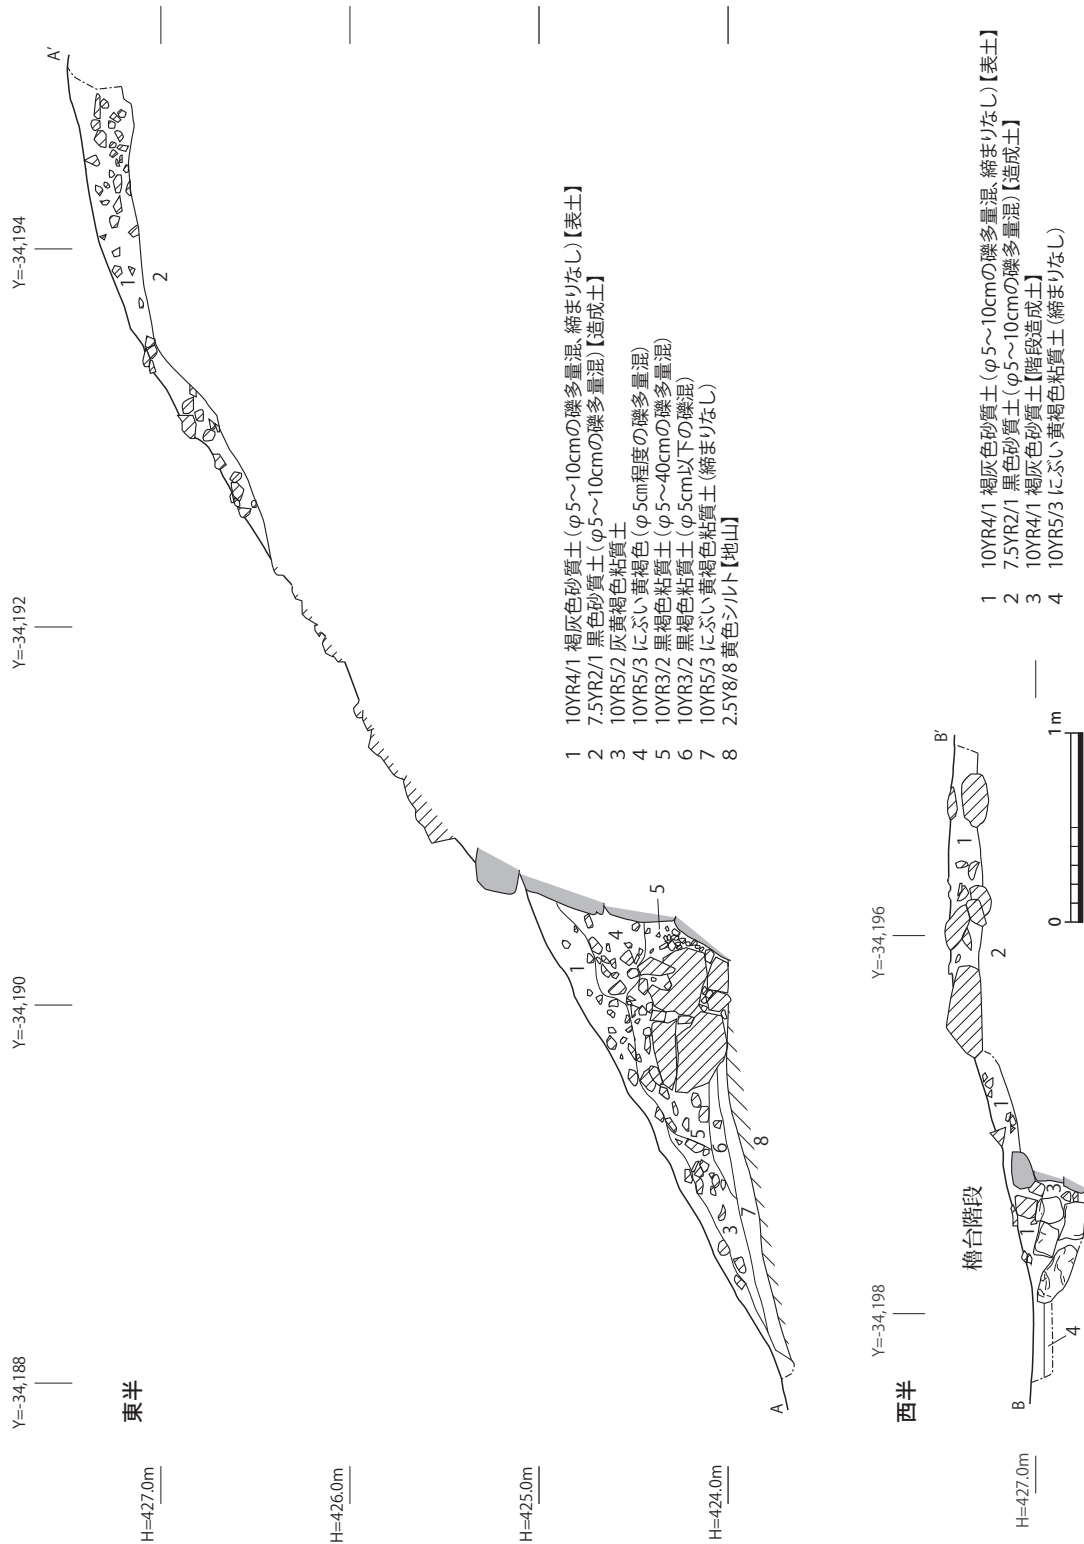 東半
Y=-34,188
Y=-34,190
Y=-34,192
Y=-34,194
H=427.0m
H=426.0m
H=425.0m
H=424.0m
A
A′
1
2
1
4
5
3
5
6
7
8
1 10YR4/1 褐灰色砂質土（φ5～10cmの礫多量混、締まりなし）【表土】
2 7.5YR2/1 黒色砂質土（φ5～10cmの礫多量混）【造成土】
3 10YR5/2 灰黄褐色粘質土
4 10YR5/3 にぶい黄褐色（φ5㎝程度の礫多量混）
5 10YR3/2 黒褐色粘質土（φ5～40cmの礫多量混）
6 10YR3/2 黒褐色粘質土（φ5cm以下の礫混）
7 10YR5/3 にぶい黄褐色粘質土（締まりなし）
8 2.5Y8/8 黄色シルト【地山】
西半
Y=-34,198
Y=-34,196
櫓台階段
H=427.0m
B
B′
4
1
3
1
1
2
0
1m
1 10YR4/1 褐灰色砂質土（φ5～10cmの礫多量混、締まりなし）【表土】
2 7.5YR2/1 黒色砂質土（φ5～10cmの礫多量混）【造成土】
3 10YR4/1 褐灰色砂質土【階段造成土】
4 10YR5/3 にぶい黄褐色粘質土（締まりなし）